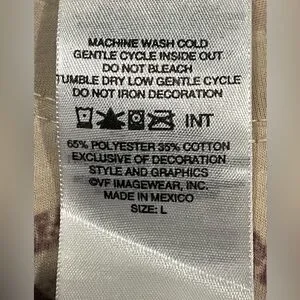 MACHINE WASH COLD
GENTLE CYCLE INSIDE OUT
DO NOT BLEACH
TUMBLE DRY LOW GENTLE CYCLE
DO NOT IRON DECORATION
INT
65% POLYESTER 35% COTTON
EXCLUSIVE OF DECORATION
STYLE AND GRAPHICS
©VF IMAGEWEAR, INC.
MADE IN MEXICO
SIZE: L